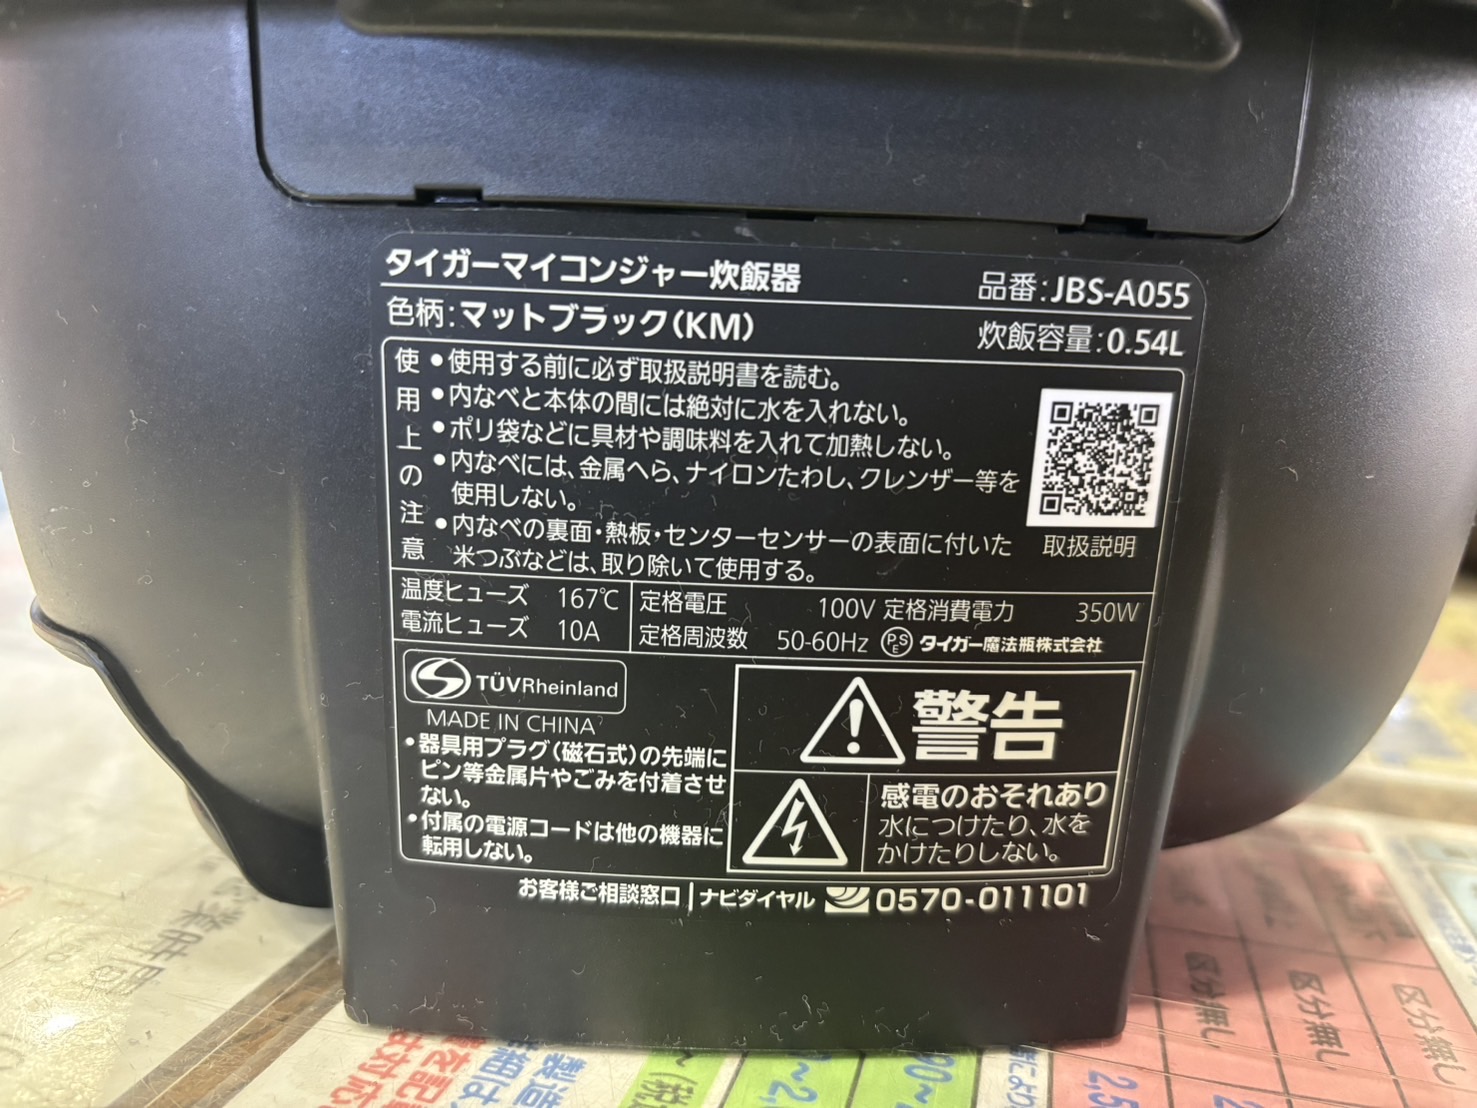 タイガーマイコンジャー炊飯器
品番:JBS-A055
色柄:マットブラック(KM)
炊飯容量:0.54L
使用上の注意
●使用する前に必ず取扱説明書を読む。
●内なべと本体の間には絶対に水を入れない。
●ポリ袋などに具材や調味料を入れて加熱しない。
●内なべには、金属へら、ナイロンたわし、クレンザー等を
使用しない。
●内なべの裏面・熱板・センターセンサーの表面に付いた
米つぶなどは、取り除いて使用する。
取扱説明
温度ヒューズ 167℃
電流ヒューズ 10A
定格電圧 100V 定格消費電力 350W
定格周波数 50-60Hz PSE タイガー魔法瓶株式会社
TÜVRheinland
MADE IN CHINA
●器具用プラグ(磁石式)の先端に
ピン等金属片やごみを付着させ
ない。
●付属の電源コードは他の機器に
転用しない。
警告
感電のおそれあり
水につけたり、水を
かけたりしない。
お客様ご相談窓口|ナビダイヤル 0570-011101
区分無し
区分無し
区分無し
製造